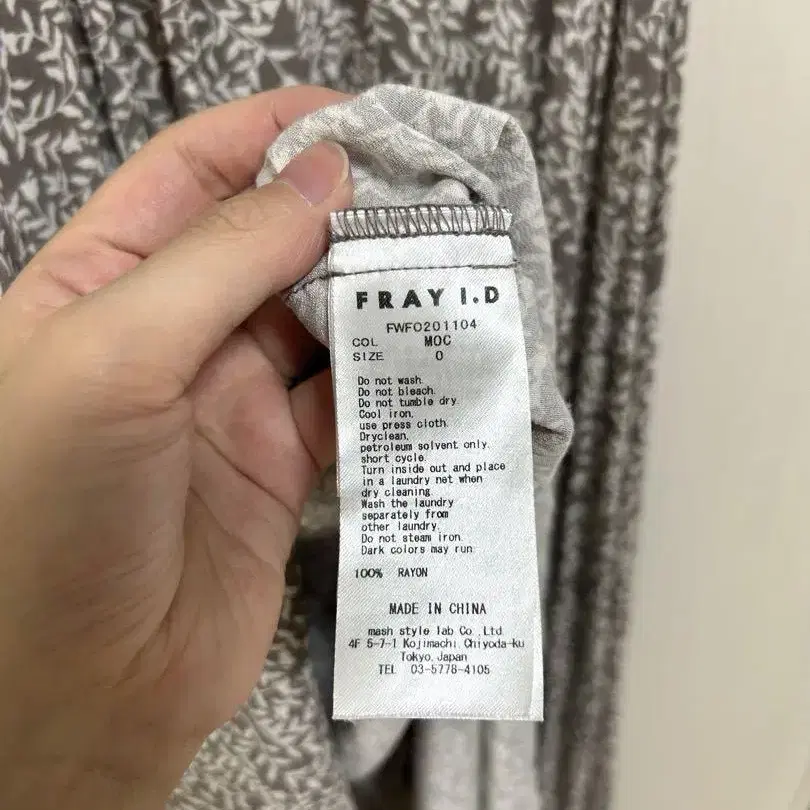 FRAY I.D
FWFO201104
COL MOC
SIZE 0
Do not wash.
Do not bleach.
Do not tumble dry.
Cool iron,
use press cloth.
Dryclean,
petroleum solvent only.
short cycle.
Turn inside out and place
in a laundry net when
dry cleaning.
Wash the laundry
separately from
other laundry.
Do not steam iron.
Dark colors may run.
100% RAYON
MADE IN CHINA
mash style lab Co.,Ltd.
4F 5-7-1 Kojimachi, Chiyoda-ku
Tokyo, Japan
TEL 03-5778-4105